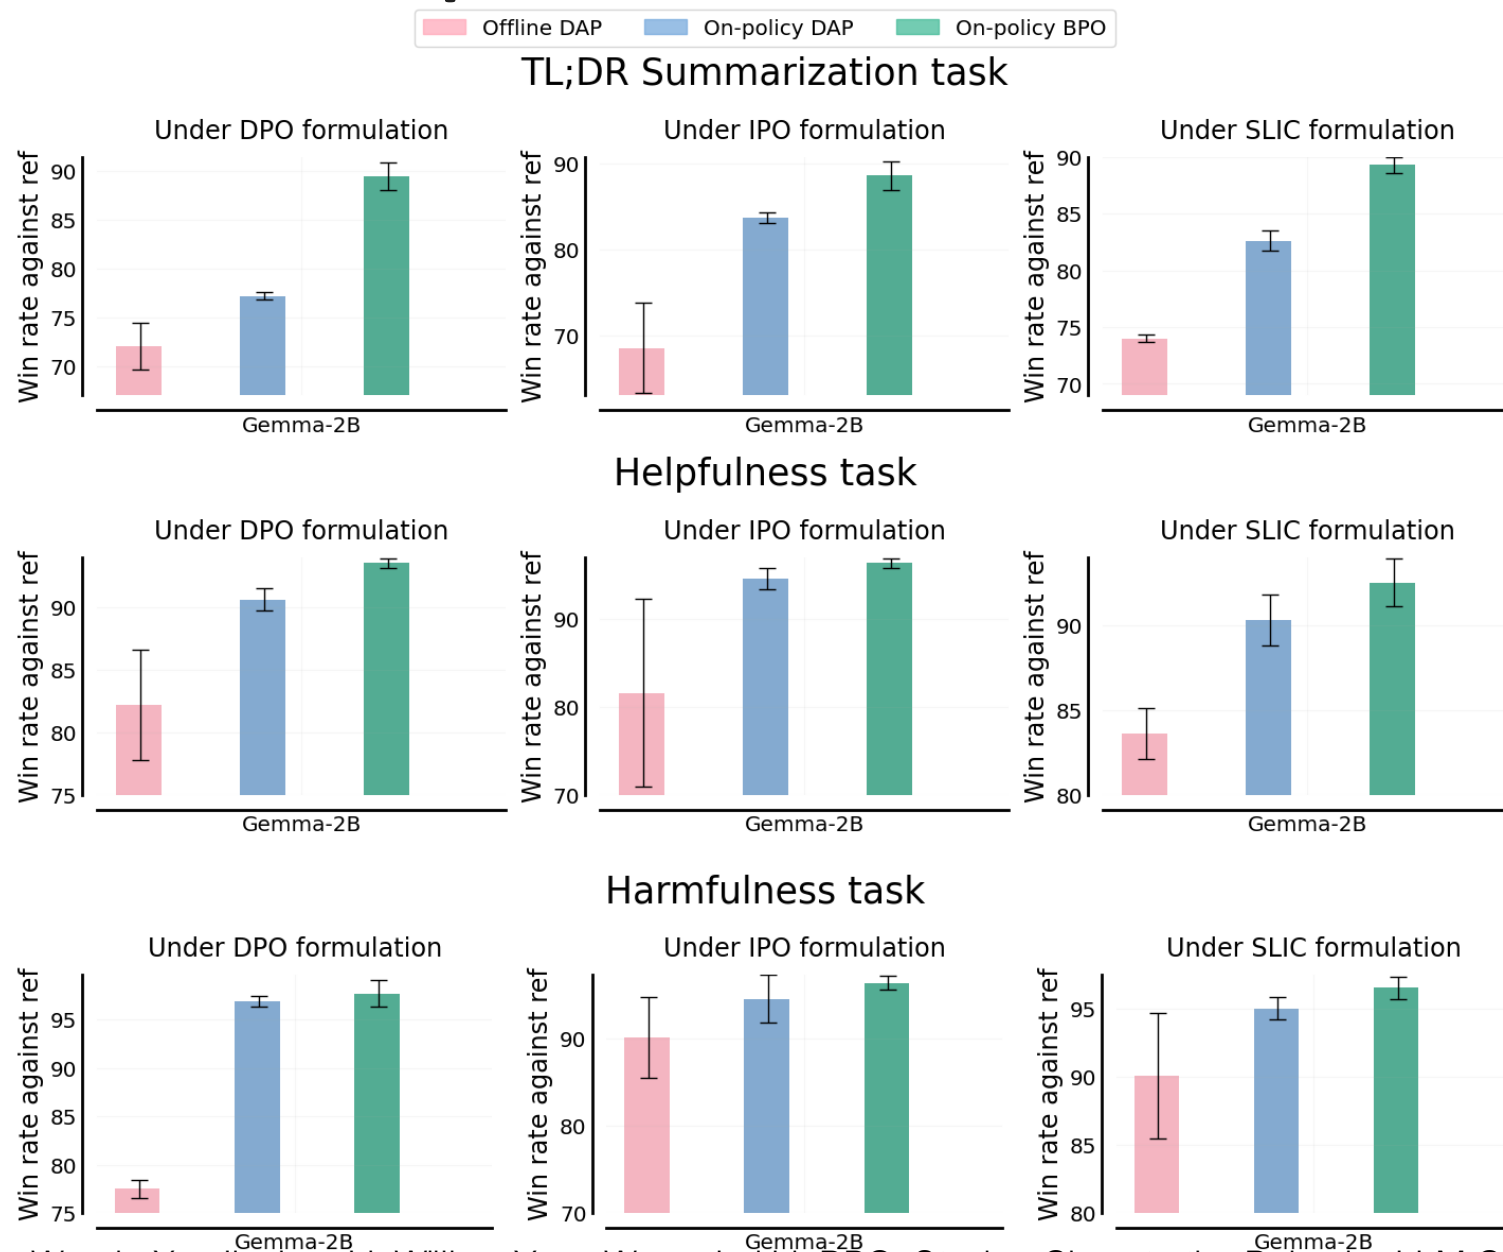 Offline DAP On-policy DAP On-policy BPO
TL;DR Summarization task
Under DPO formulation Under IPO formulation Under SLIC formulation
Win rate against ref
90
85
80
75
70
Gemma-2B
Win rate against ref
90
80
70
Gemma-2B
Win rate against ref
90
85
80
75
70
Gemma-2B
Helpfulness task
Under DPO formulation Under IPO formulation Under SLIC formulation
Win rate against ref
90
85
80
75
Gemma-2B
Win rate against ref
90
80
70
Gemma-2B
Win rate against ref
90
85
80
Gemma-2B
Harmfulness task
Under DPO formulation Under IPO formulation Under SLIC formulation
Win rate against ref
95
90
85
80
75
Gemma-2B
Win rate against ref
90
80
70
Gemma-2B
Win rate against ref
95
90
85
80
Gemma-2B